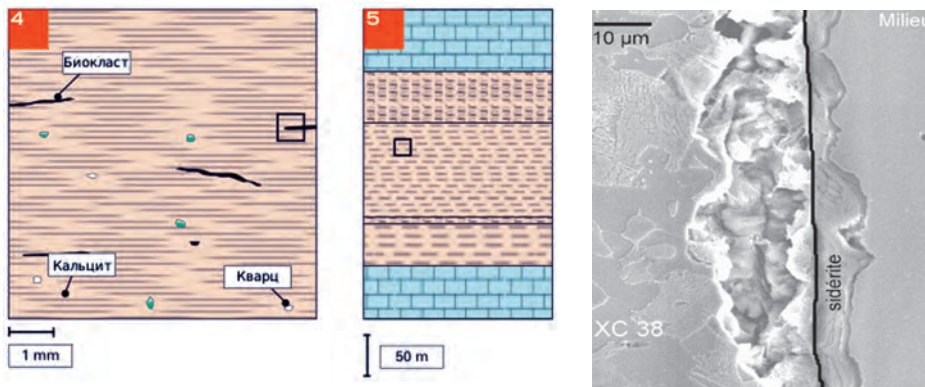 4
Биокласт
Кальцит
Кварц
1 mm
5
50 m
10 µm
Milieu
XC 38
sidérite